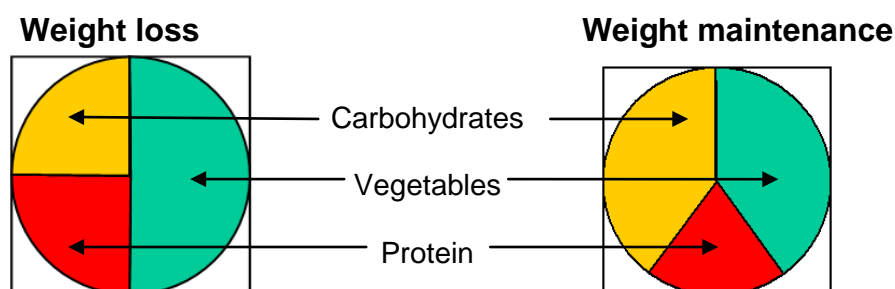 Weight loss
Weight maintenance
Carbohydrates
Vegetables
Protein